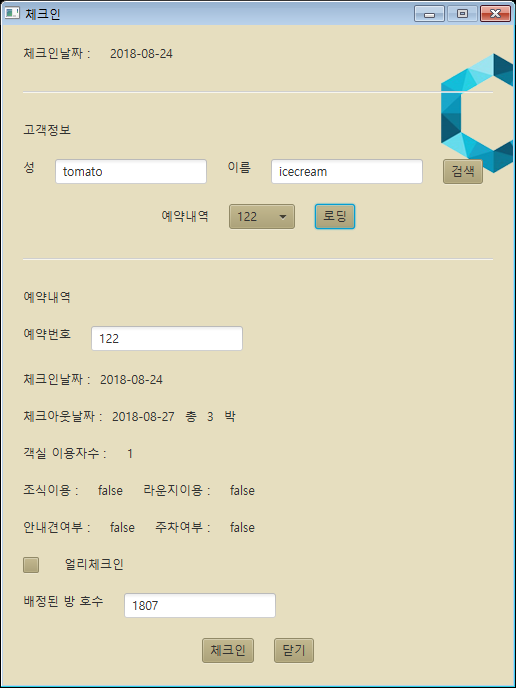 체크인
체크인날짜 : 2018-08-24
고객정보
성 tomato 이름 icecream 검색
예약내역 122 로딩
예약내역
예약번호 122
체크인날짜 : 2018-08-24
체크아웃날짜 : 2018-08-27 총 3 박
객실 이용자수 : 1
조식이용 : false 라운지이용 : false
안내견여부 : false 주차여부 : false
얼리체크인
배정된 방 호수 1807
체크인 닫기